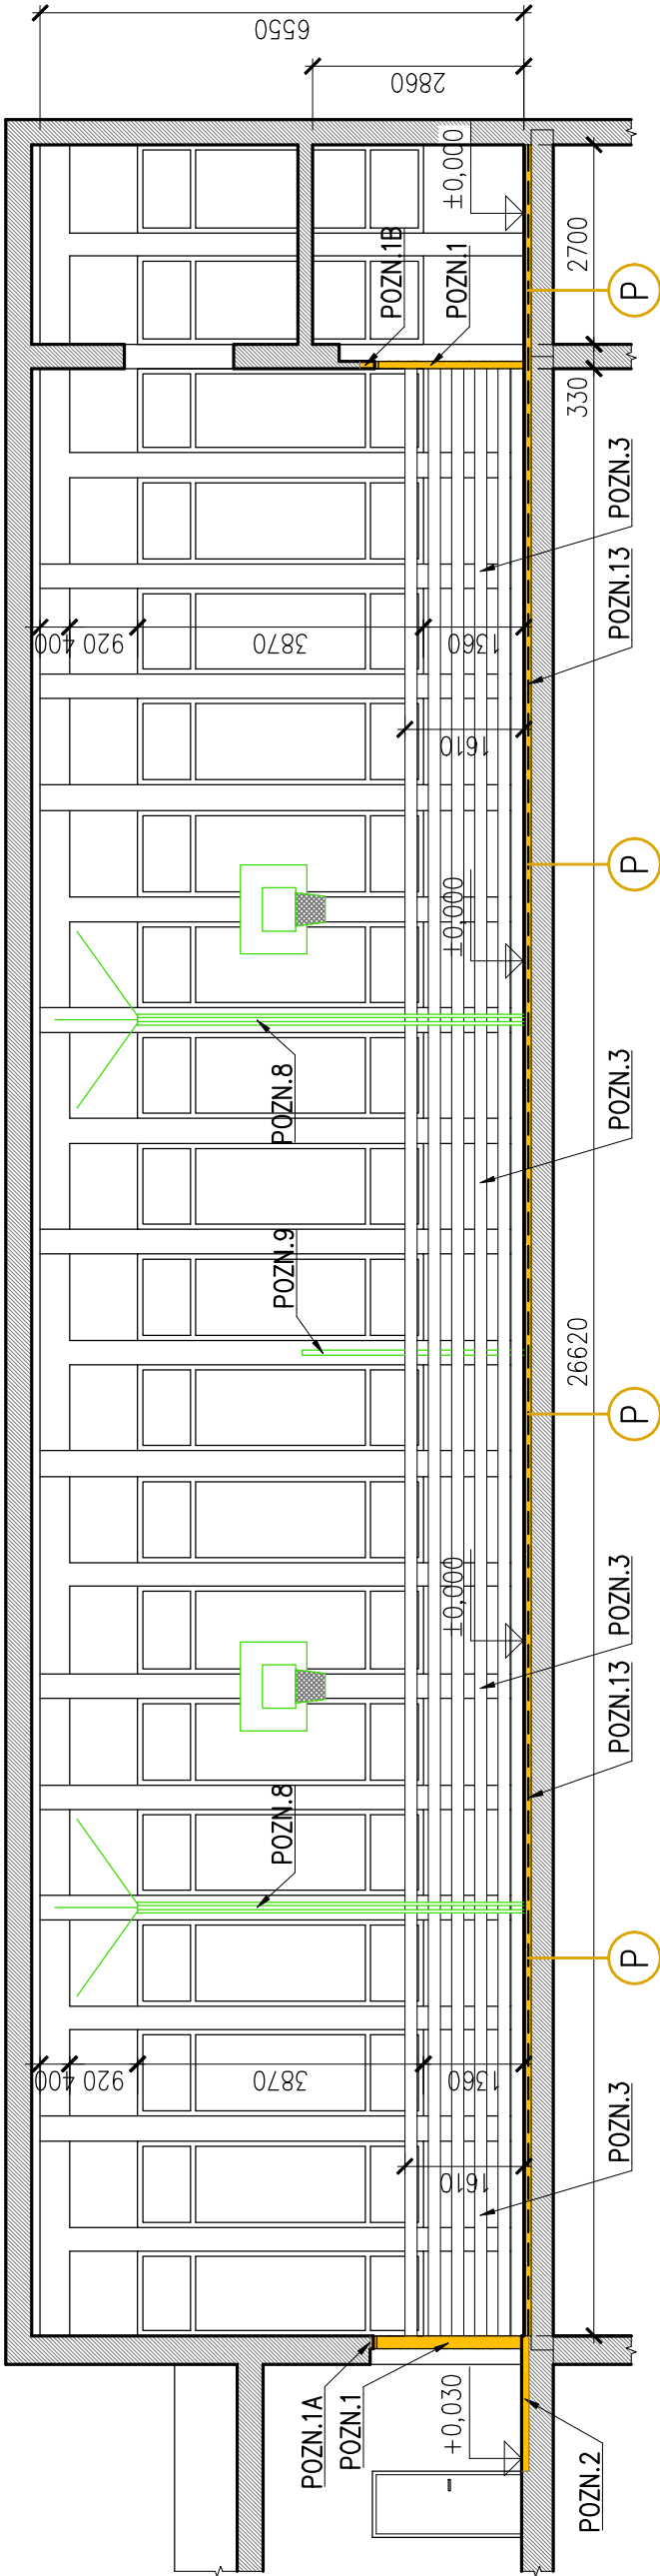 6550
2860
±0,000
2700
P
POZN.1B
POZN.1
330
POZN.3
POZN.13
400
920
3870
1360
1610
±0,000
P
POZN.8
POZN.3
POZN.9
26620
P
±0,000
POZN.3
POZN.13
POZN.8
P
400
920
3870
1360
1610
POZN.3
POZN.1A
POZN.1
+0,030
POZN.2